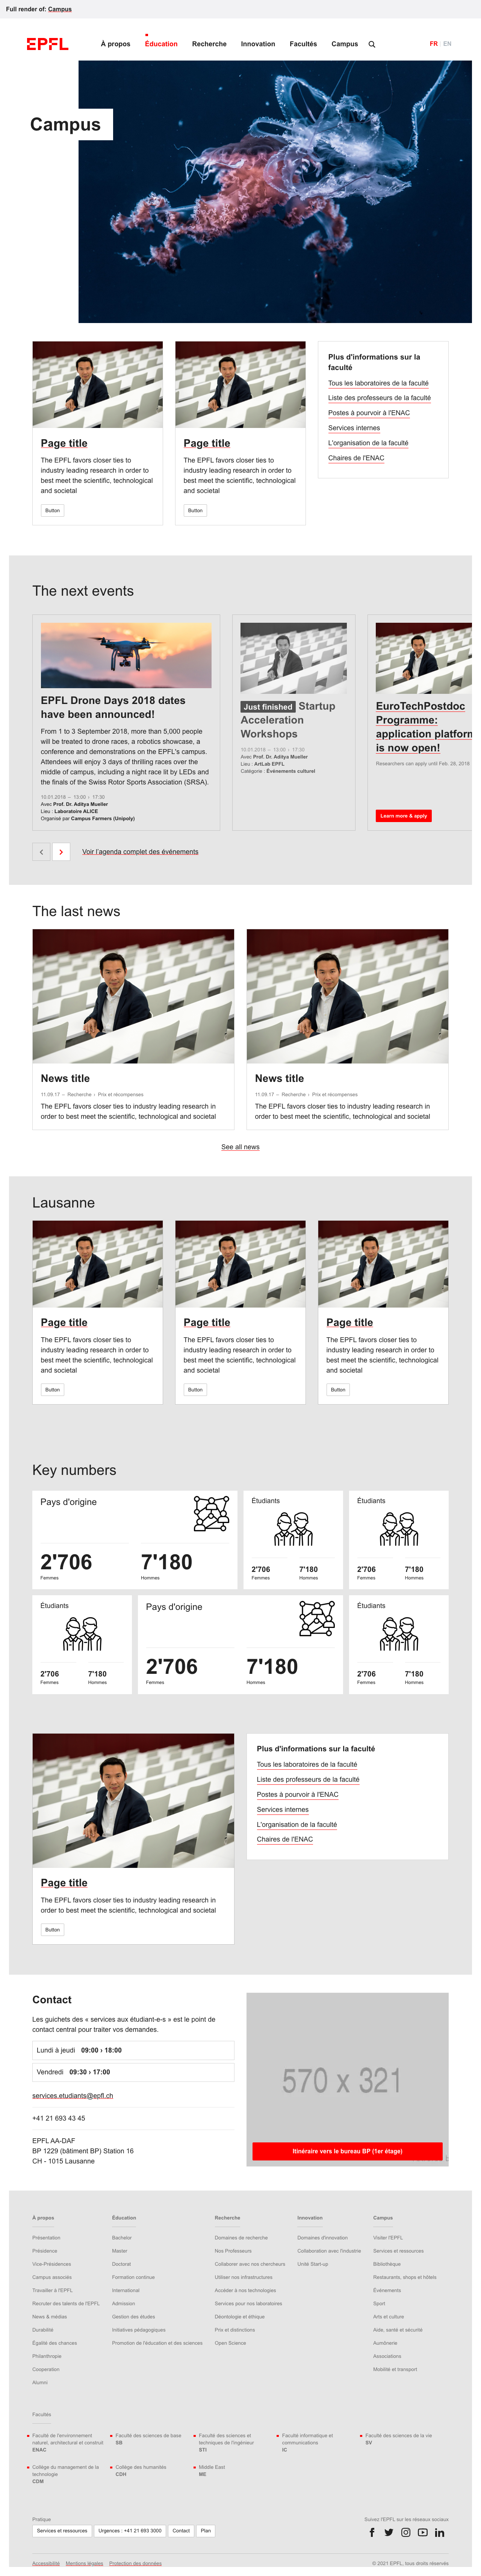 Full render of: Campus
EPFL
À propos
Éducation
Recherche
Innovation
Facultés
Campus
FR
EN
Campus
Page title
The EPFL favors closer ties to
industry leading research in order to
best meet the scientific, technological
and societal
Button
Page title
The EPFL favors closer ties to
industry leading research in order to
best meet the scientific, technological
and societal
Button
Plus d'informations sur la
faculté
Tous les laboratoires de la faculté
Liste des professeurs de la faculté
Postes à pourvoir à l'ENAC
Services internes
L'organisation de la faculté
Chaires de l'ENAC
The next events
EPFL Drone Days 2018 dates
have been announced!
From 1 to 3 September 2018, more than 5,000 people
will be treated to drone races, a robotics showcase, a
conference and demonstrations on the EPFL's campus.
Attendees will enjoy 3 days of thrilling races over the
middle of campus, including a night race lit by LEDs and
the finals of the Swiss Rotor Sports Association (SRSA).
10.01.2018 – 13:00 › 17:30
Avec Prof. Dr. Aditya Mueller
Lieu : Laboratoire ALICE
Organisé par Campus Farmers (Unipoly)
Just finished Startup
Acceleration
Workshops
10.01.2018 – 13:00 › 17:30
Avec Prof. Dr. Aditya Mueller
Lieu : ArtLab EPFL
Catégorie : Événements culturel
EuroTechPostdoc
Programme:
application platform
is now open!
Researchers can apply until Feb. 28, 2018
Learn more & apply
Voir l'agenda complet des événements
The last news
News title
11.09.17 – Recherche › Prix et récompenses
The EPFL favors closer ties to industry leading research in
order to best meet the scientific, technological and societal
News title
11.09.17 – Recherche › Prix et récompenses
The EPFL favors closer ties to industry leading research in
order to best meet the scientific, technological and societal
See all news
Lausanne
Page title
The EPFL favors closer ties to
industry leading research in order to
best meet the scientific, technological
and societal
Button
Page title
The EPFL favors closer ties to
industry leading research in order to
best meet the scientific, technological
and societal
Button
Page title
The EPFL favors closer ties to
industry leading research in order to
best meet the scientific, technological
and societal
Button
Key numbers
Pays d'origine
2'706
Femmes
7'180
Hommes
Étudiants
2'706
Femmes
7'180
Hommes
Étudiants
2'706
Femmes
7'180
Hommes
Étudiants
2'706
Femmes
7'180
Hommes
Pays d'origine
2'706
Femmes
7'180
Hommes
Étudiants
2'706
Femmes
7'180
Hommes
Page title
The EPFL favors closer ties to industry leading research in
order to best meet the scientific, technological and societal
Button
Plus d'informations sur la faculté
Tous les laboratoires de la faculté
Liste des professeurs de la faculté
Postes à pourvoir à l'ENAC
Services internes
L'organisation de la faculté
Chaires de l'ENAC
Contact
Les guichets des « services aux étudiant-e-s » est le point de
contact central pour traiter vos demandes.
Lundi à jeudi 09:00 › 18:00
Vendredi 09:30 › 17:00
services.etudiants@epfl.ch
+41 21 693 43 45
EPFL AA-DAF
BP 1229 (bâtiment BP) Station 16
CH - 1015 Lausanne
570 x 321
Itinéraire vers le bureau BP (1er étage)
À propos
Présentation
Présidence
Vice-Présidences
Campus associés
Travailler à l'EPFL
Recruter des talents de l'EPFL
News & médias
Durabilité
Égalité des chances
Philanthropie
Coopération
Alumni
Éducation
Bachelor
Master
Doctorat
Formation continue
International
Admission
Gestion des études
Initiatives pédagogiques
Promotion de l'éducation et des sciences
Recherche
Domaines de recherche
Nos Professeurs
Collaborer avec nos chercheurs
Utiliser nos infrastructures
Accéder à nos technologies
Services pour nos laboratoires
Déontologie et éthique
Prix et distinctions
Open Science
Innovation
Domaines d'innovation
Collaboration avec l'industrie
Unité Start-up
Campus
Visiter l'EPFL
Services et ressources
Bibliothèque
Restaurants, shops et hôtels
Événements
Sport
Arts et culture
Aide, santé et sécurité
Aumônerie
Associations
Mobilité et transport
Facultés
Faculté de l'environnement
naturel, architectural et construit
ENAC
Faculté des sciences de base
SB
Faculté des sciences et
techniques de l'ingénieur
STI
Faculté informatique et
communications
IC
Faculté des sciences de la vie
SV
Collège du management de la
technologie
CDM
Collège des humanités
CDH
Middle East
ME
Pratique
Services et ressources
Urgences : +41 21 693 3000
Contact
Plan
Suivez l'EPFL sur les réseaux sociaux
Accessibilité
Mentions légales
Protection des données
© 2021 EPFL, tous droits réservés